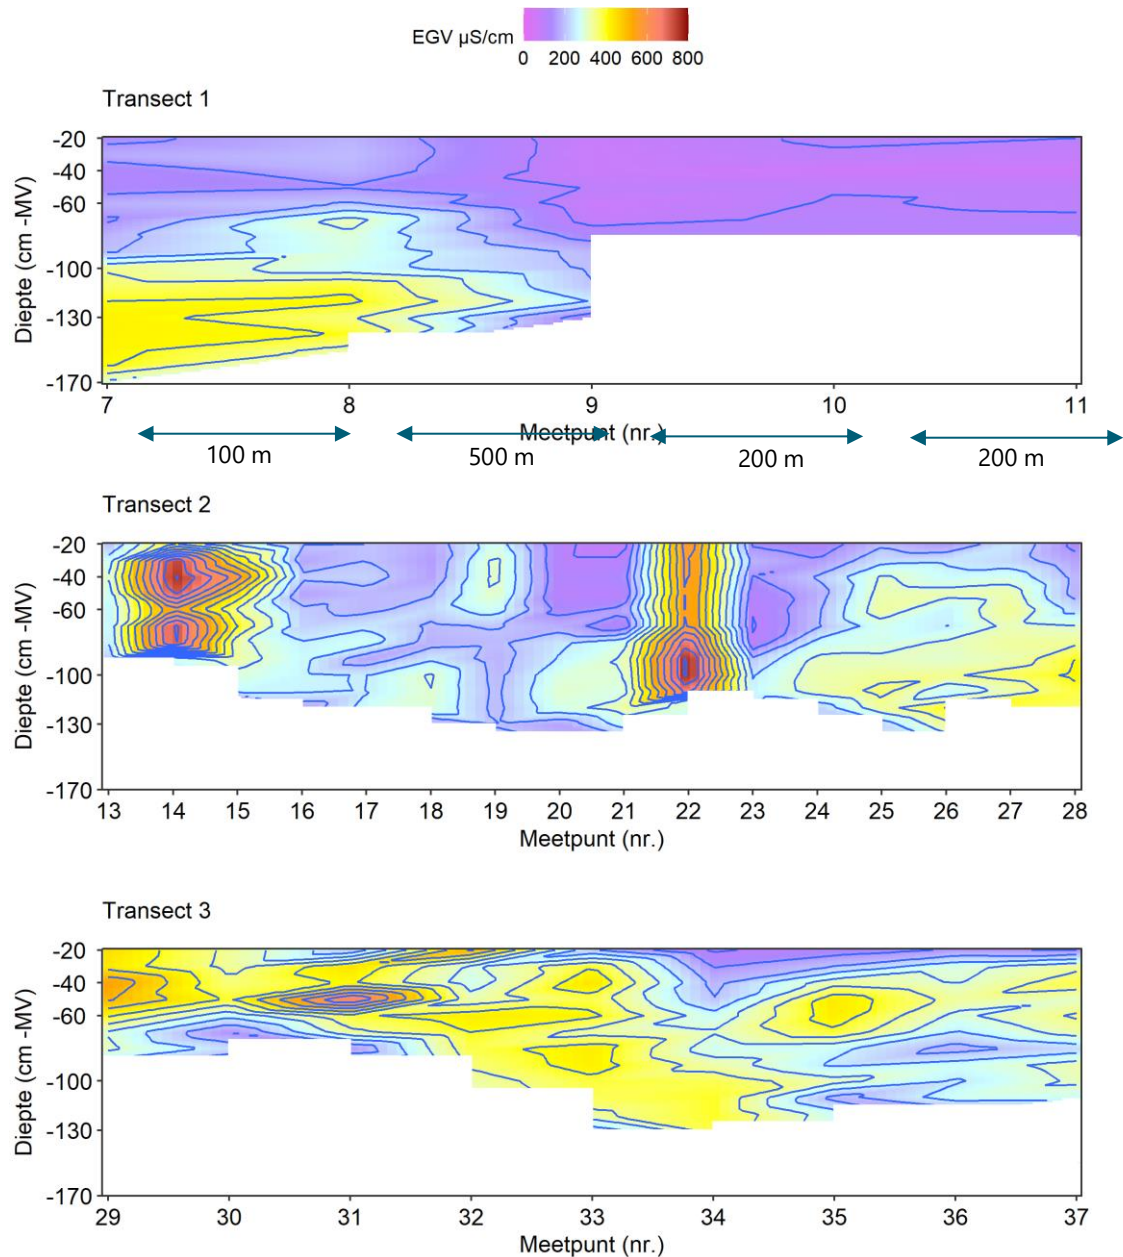 EGV µS/cm
0 200 400 600 800
Transect 1
Diepte (cm -MV)
-20
-40
-60
-100
-130
-170
7 8 9 10 11
Meetpunt (nr.)
100 m 500 m 200 m 200 m
Transect 2
Diepte (cm -MV)
-20
-40
-60
-100
-130
-170
13 14 15 16 17 18 19 20 21 22 23 24 25 26 27 28
Meetpunt (nr.)
Transect 3
Diepte (cm -MV)
-20
-40
-60
-100
-130
-170
29 30 31 32 33 34 35 36 37
Meetpunt (nr.)